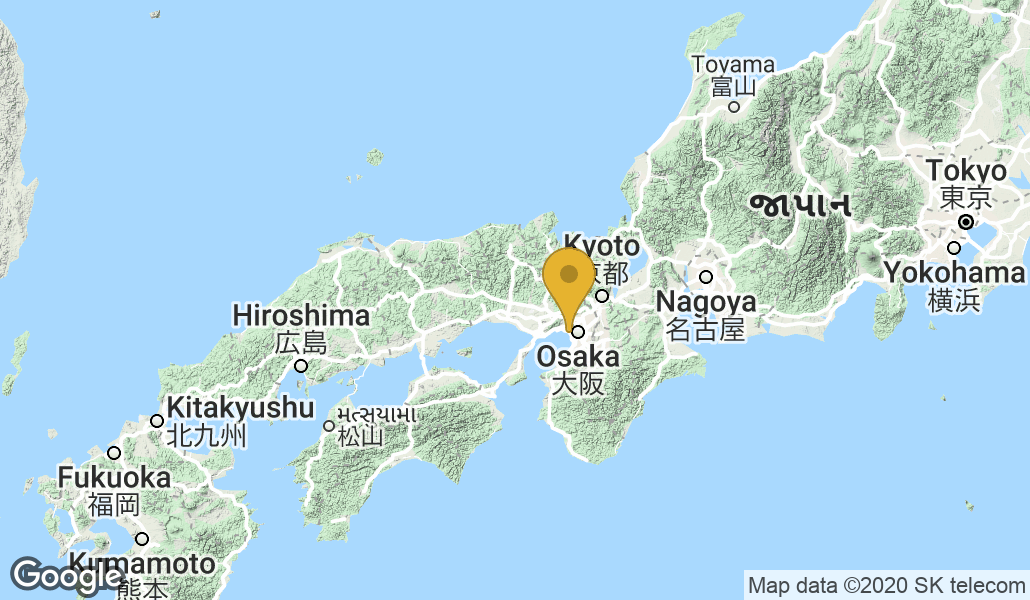 Toyama
富山
Tokyo
東京
જાપાન
Kyoto
京都
Yokohama
横浜
Nagoya
名古屋
Hiroshima
広島
Osaka
大阪
Kitakyushu
北九州
મત્સુયામા
松山
Fukuoka
福岡
Kumamoto
熊本
Google
Map data ©2020 SK telecom